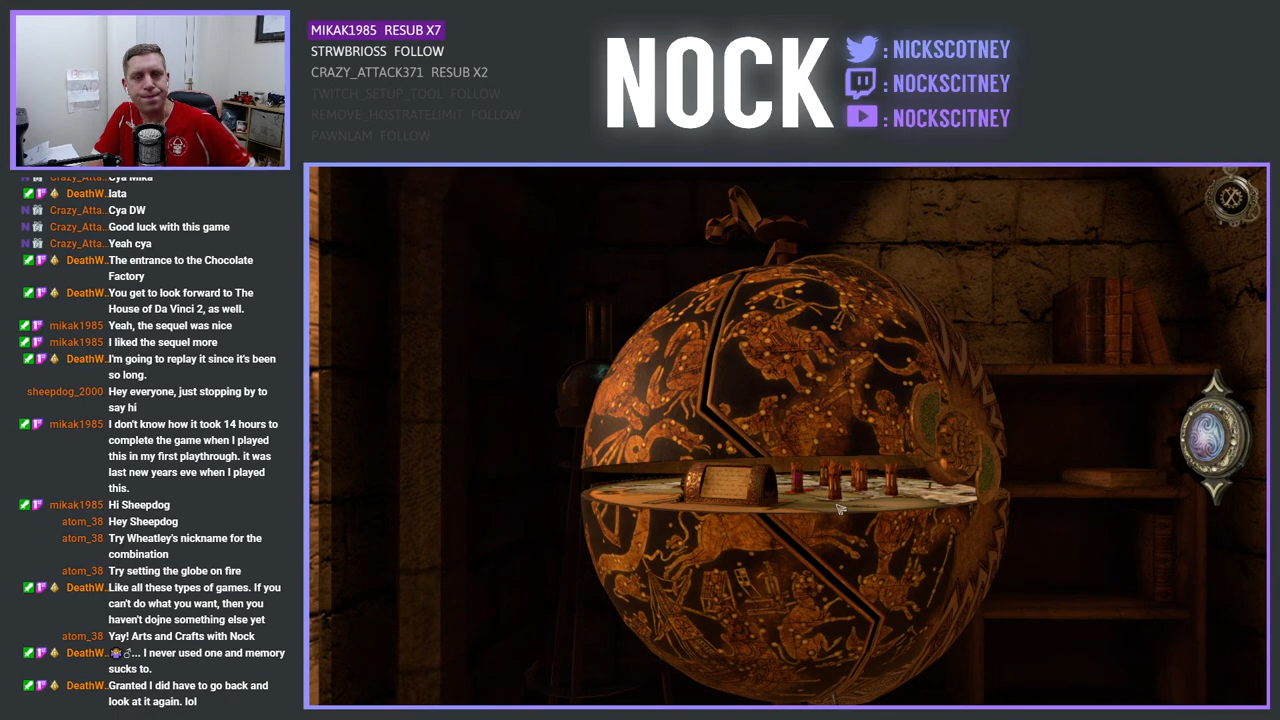 MIKAK1985 RESUB X7
STRWBRIOSS FOLLOW
CRAZY_ATTACK371 RESUB X2
TWITCH_SETUP_TOOL FOLLOW
REMOVE_HOSTRATELIMIT FOLLOW
PAWNLAM FOLLOW
NOCK
: NICKSCOTNEY
: NOCKSCITNEY
: NOCKSCITNEY
Crazy_Atta...Cya Mika
DeathW...lata
Crazy_Atta...Cya DW
Crazy_Atta...Good luck with this game
Crazy_Atta...Yeah cya
DeathW...The entrance to the Chocolate
Factory
DeathW...You get to look forward to The
House of Da Vinci 2, as well.
mikak1985 Yeah, the sequel was nice
mikak1985 I liked the sequel more
DeathW...I'm going to replay it since it's been
so long.
sheepdog_2000 Hey everyone, just stopping by to
say hi
mikak1985 I don't know how it took 14 hours to
complete the game when I played
this in my first playthrough. it was
last new years eve when I played
this.
mikak1985 Hi Sheepdog
atom_38 Hey Sheepdog
atom_38 Try Wheatley's nickname for the
combination
atom_38 Try setting the globe on fire
DeathW...Like all these types of games. If you
can't do what you want, then you
haven't dojne something else yet
atom_38 Yay! Arts and Crafts with Nock
DeathW...🤷‍♂... I never used one and memory
sucks to.
DeathW...Granted I did have to go back and
look at it again. lol